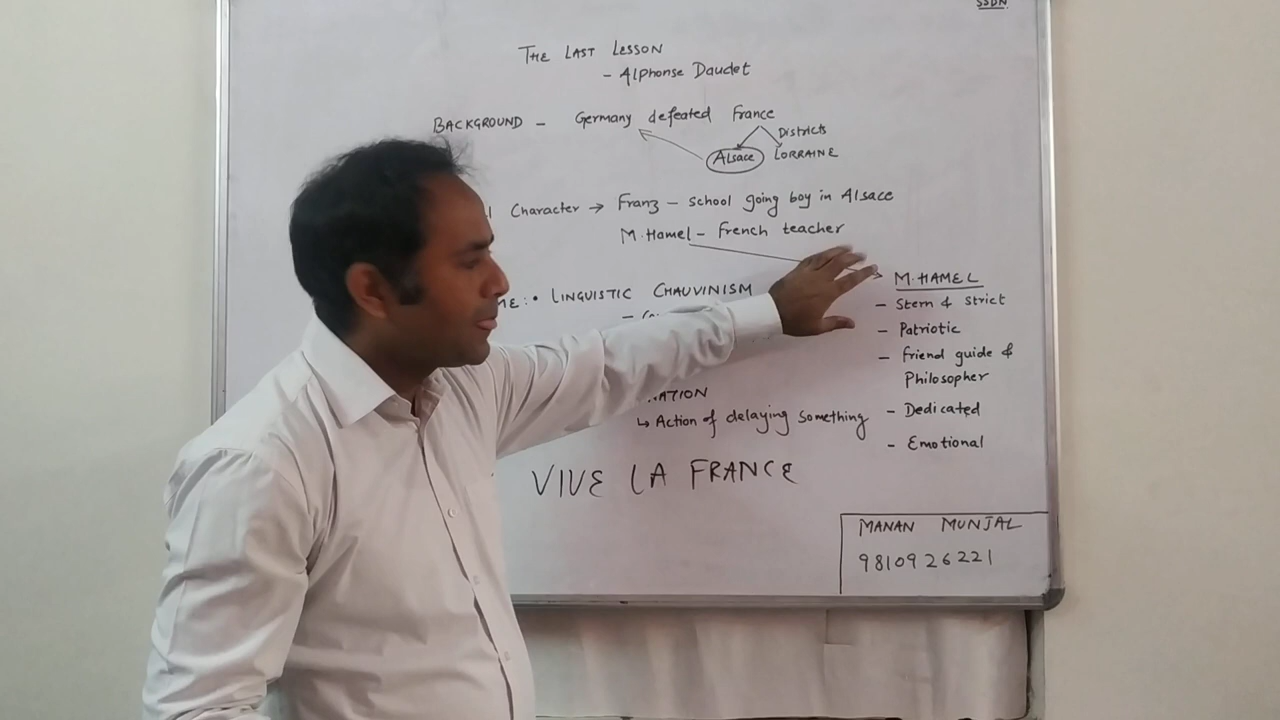 SSDN
THE LAST LESSON
- Alphonse Daudet
BACKGROUND - Germany defeated France
Districts
Alsace LORRAINE
Character → Franz - school going boy in Alsace
M. Hamel - French teacher
M. HAMEL
- Stern & strict
- Patriotic
- Friend guide &
Philosopher
- Dedicated
- Emotional
• LINGUISTIC CHAUVINISM
↳ Action of delaying something
VIVE LA FRANCE
MANAN MUNJAL
9810926221